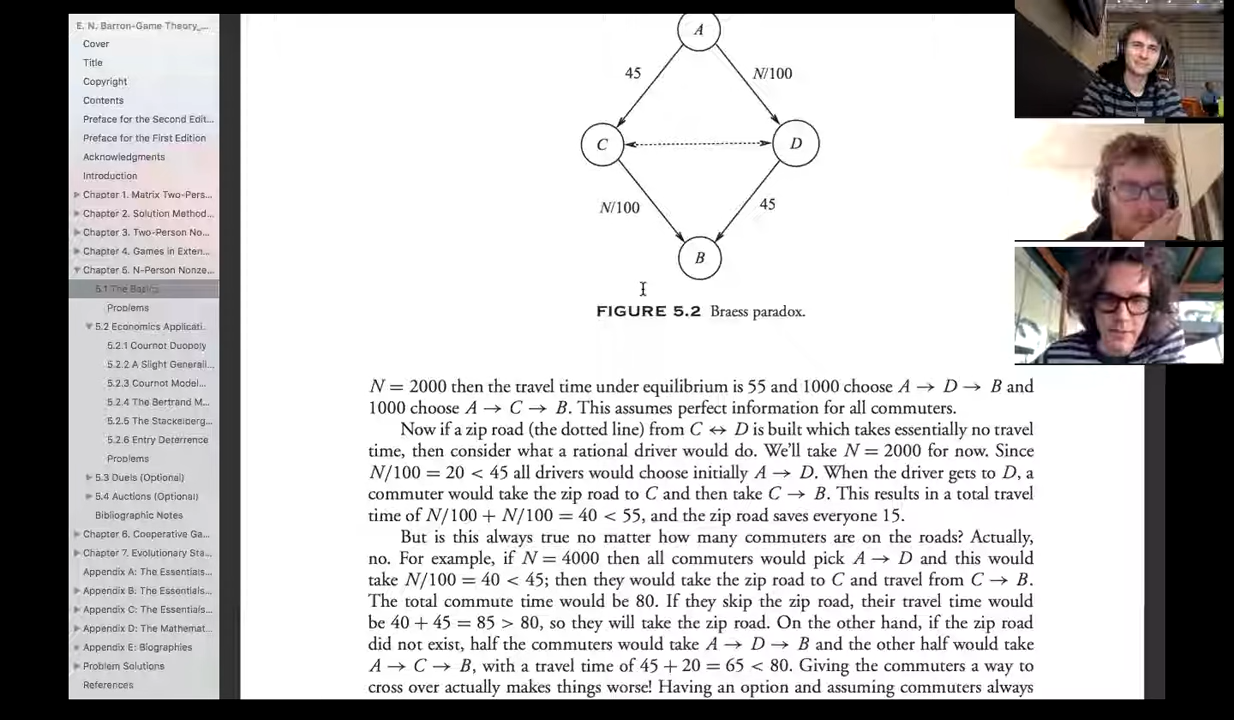 E. N. Barron-Game Theory_...
Cover
Title
Copyright
Contents
Preface for the Second Edit...
Preface for the First Edition
Acknowledgments
Introduction
Chapter 1. Matrix Two-Pers...
Chapter 2. Solution Method...
Chapter 3. Two-Person No...
Chapter 4. Games in Exten...
Chapter 5. N-Person Nonze...
5.1 The Basics
Problems
5.2 Economics Applicati...
5.2.1 Cournot Duopoly
5.2.2 A Slight Generali...
5.2.3 Cournot Model...
5.2.4 The Bertrand M...
5.2.5 The Stackelberg...
5.2.6 Entry Deterrence
Problems
5.3 Duels (Optional)
5.4 Auctions (Optional)
Bibliographic Notes
Chapter 6. Cooperative Ga...
Chapter 7. Evolutionary Sta...
Appendix A: The Essentials...
Appendix B: The Essentials...
Appendix C: The Essentials...
Appendix D: The Mathemat...
Appendix E: Biographies
Problem Solutions
References
A
45
N/100
C
D
N/100
45
B
FIGURE 5.2 Braess paradox.
N = 2000 then the travel time under equilibrium is 55 and 1000 choose A → D → B and
1000 choose A → C → B. This assumes perfect information for all commuters.
Now if a zip road (the dotted line) from C ↔ D is built which takes essentially no travel
time, then consider what a rational driver would do. We'll take N = 2000 for now. Since
N/100 = 20 < 45 all drivers would choose initially A → D. When the driver gets to D, a
commuter would take the zip road to C and then take C → B. This results in a total travel
time of N/100 + N/100 = 40 < 55, and the zip road saves everyone 15.
But is this always true no matter how many commuters are on the roads? Actually,
no. For example, if N = 4000 then all commuters would pick A → D and this would
take N/100 = 40 < 45; then they would take the zip road to C and travel from C → B.
The total commute time would be 80. If they skip the zip road, their travel time would
be 40 + 45 = 85 > 80, so they will take the zip road. On the other hand, if the zip road
did not exist, half the commuters would take A → D → B and the other half would take
A → C → B, with a travel time of 45 + 20 = 65 < 80. Giving the commuters a way to
cross over actually makes things worse! Having an option and assuming commuters always